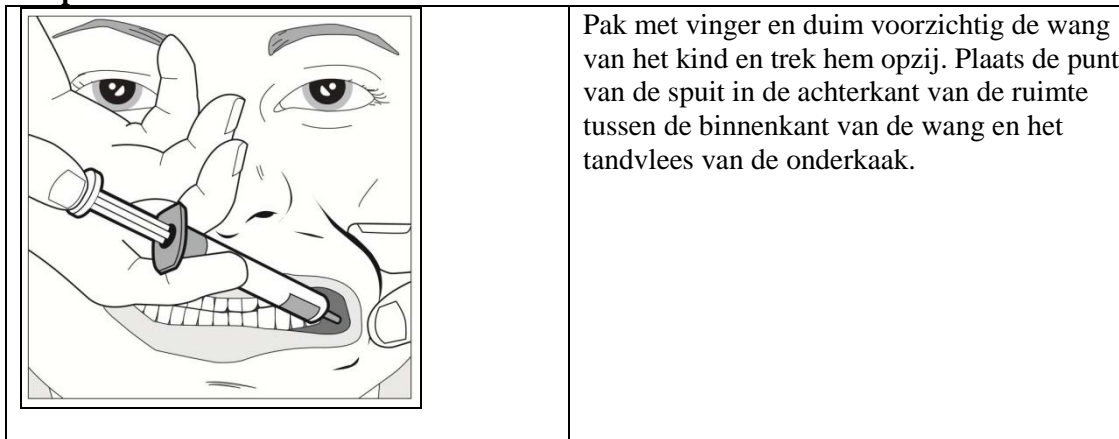 Pak met vinger en duim voorzichtig de wang
van het kind en trek hem opzij. Plaats de punt
van de spuit in de achterkant van de ruimte
tussen de binnenkant van de wang en het
tandvlees van de onderkaak.